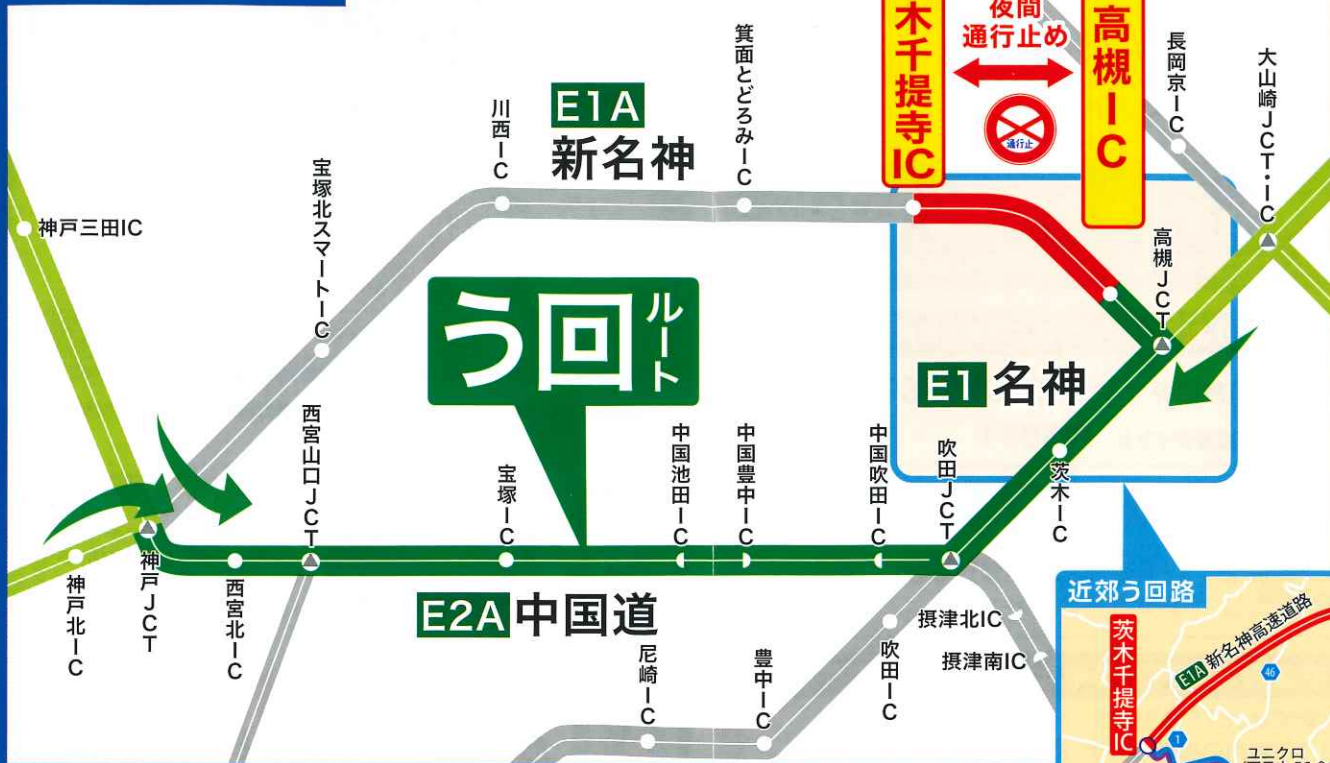 木千提寺IC
夜間
通行止め
高槻IC
通行止
長岡京IC
大山崎JCT・IC
箕面とどろみIC
E1A
新名神
川西IC
宝塚北スマートIC
神戸三田IC
高槻JCT
う回
ルート
E1 名神
西宮山口JCT
宝塚IC
中国池田IC
中国豊中IC
中国吹田IC
吹田JCT
茨木IC
神戸北IC
神戸JCT
西宮北IC
E2A 中国道
尼崎IC
豊中IC
吹田IC
摂津北IC
摂津南IC
近郊う回路
茨木千提寺IC
E1A 新名神高速道路
46
1
ユニクロ